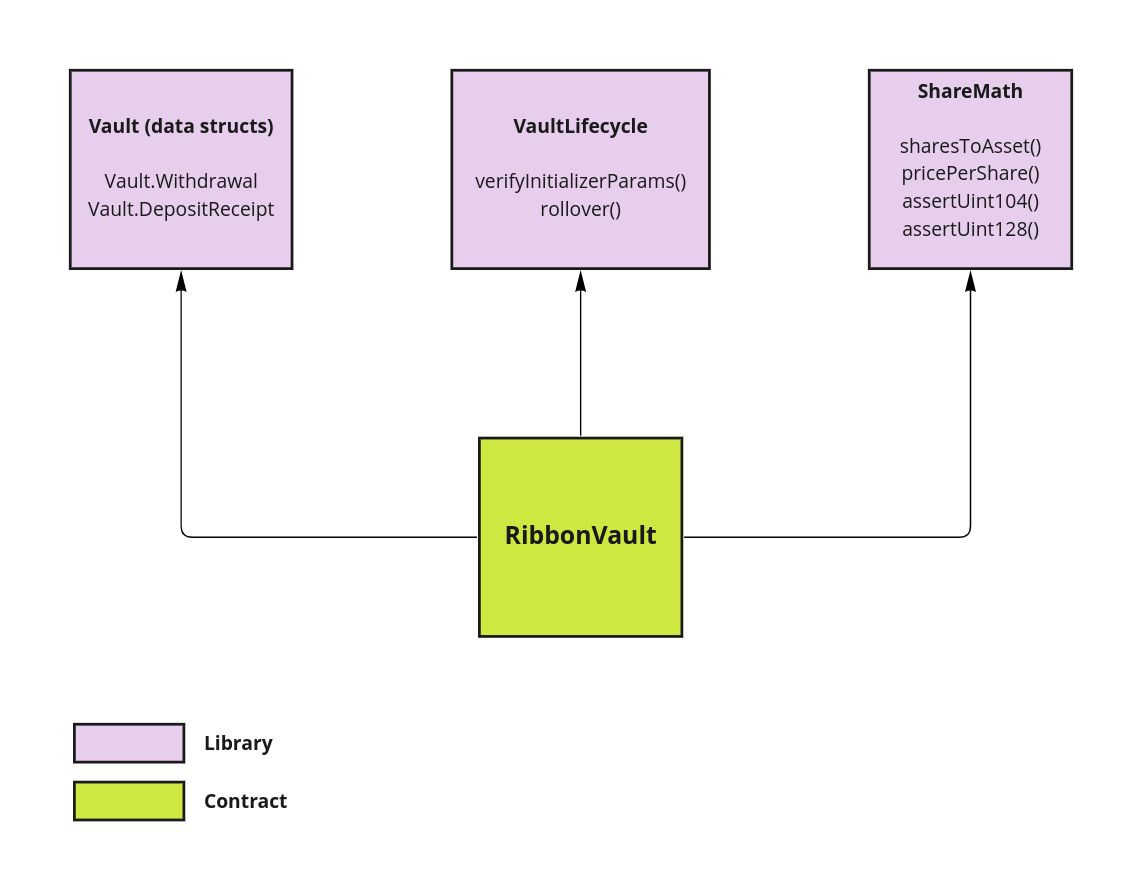 Vault (data structs)
Vault.Withdrawal
Vault.DepositReceipt
VaultLifecycle
verifyInitializerParams()
rollover()
ShareMath
sharesToAsset()
pricePerShare()
assertUint104()
assertUint128()
RibbonVault
Library
Contract